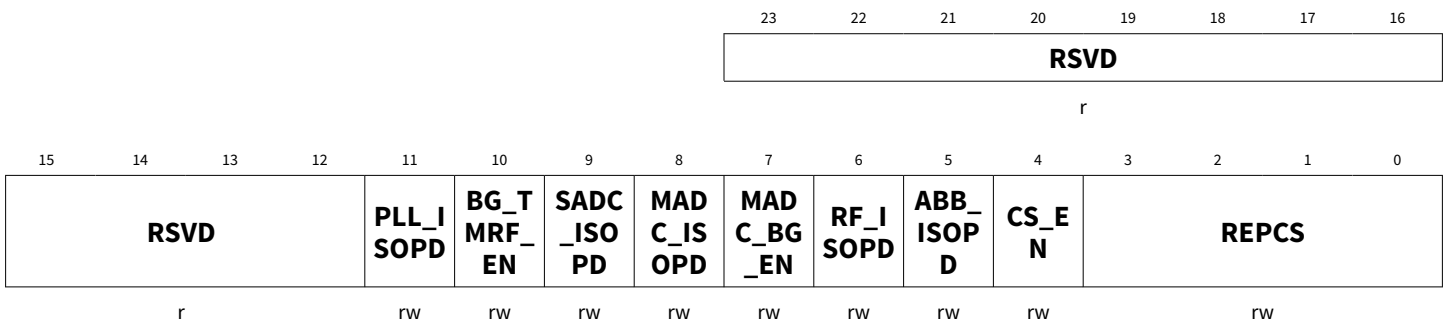 23 22 21 20 19 18 17 16
RSVD
r
15 14 13 12 11 10 9 8 7 6 5 4 3 2 1 0
RSVD
PLL_I
SOPD
BG_T
MRF_
EN
SADC
_ISO
PD
MAD
C_IS
OPD
MAD
C_BG
_EN
RF_I
SOPD
ABB_
ISOP
D
CS_E
N
REPCS
r rw rw rw rw rw rw rw rw rw